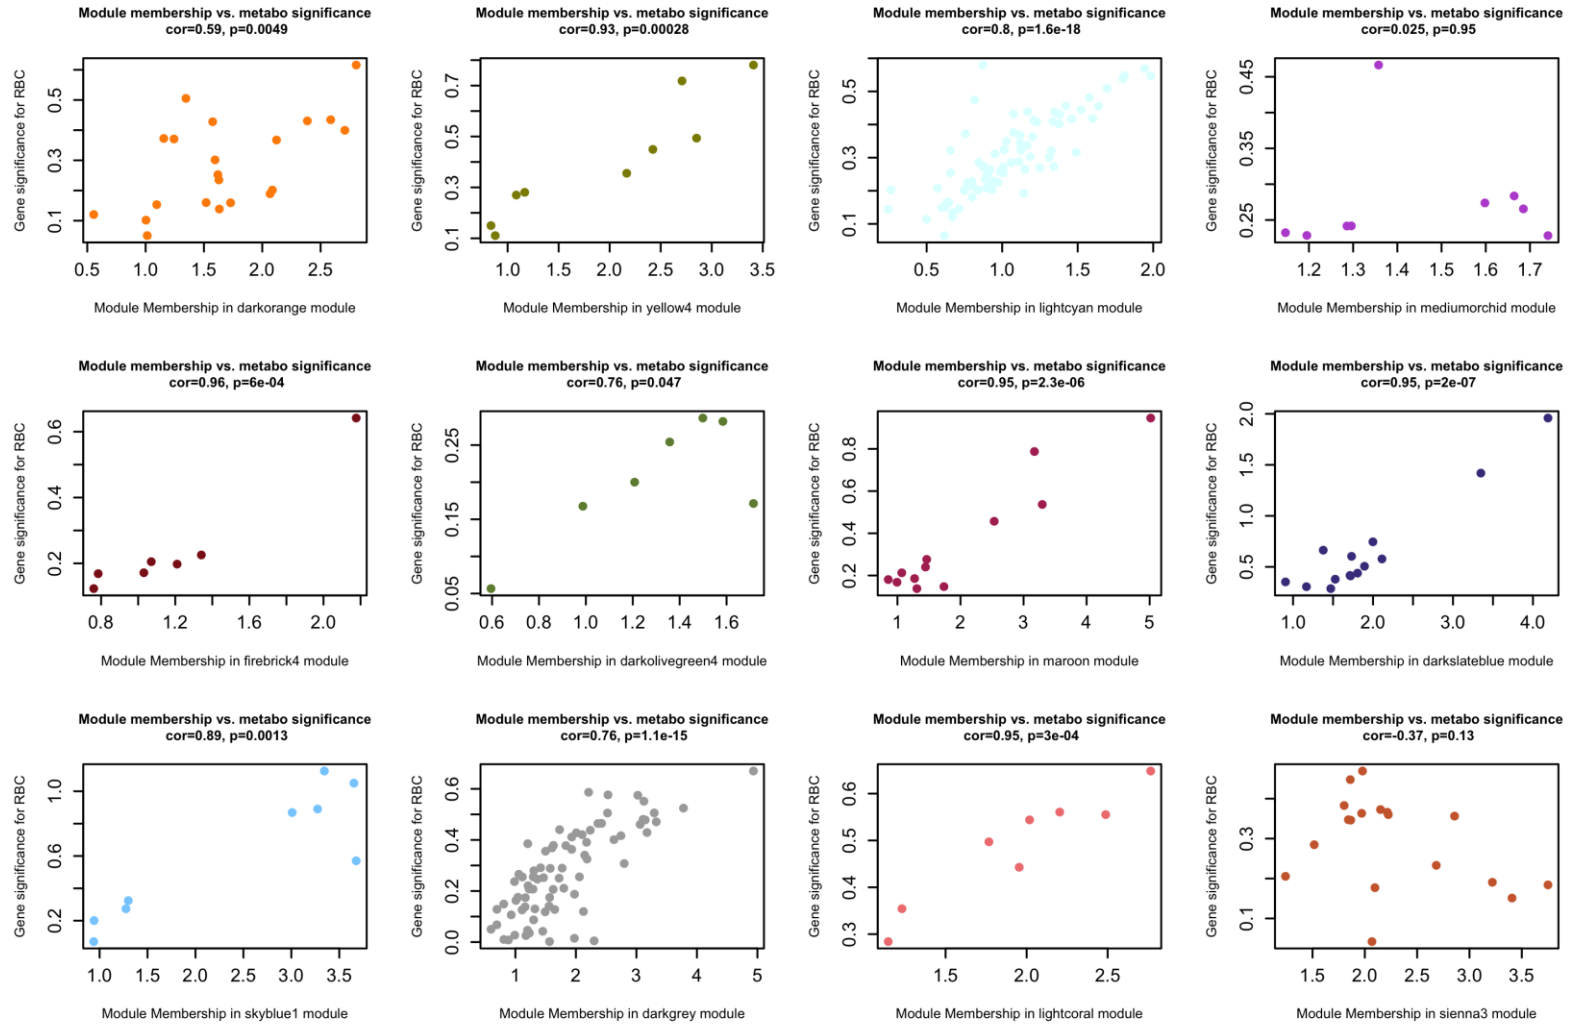 Module membership vs. metabo significance
cor=0.59, p=0.0049
Gene significance for RBC
0.1 0.3 0.5
0.5 1.0 1.5 2.0 2.5
Module Membership in darkorange module
Module membership vs. metabo significance
cor=0.93, p=0.00028
Gene significance for RBC
0.1 0.3 0.5 0.7
1.0 1.5 2.0 2.5 3.0 3.5
Module Membership in yellow4 module
Module membership vs. metabo significance
cor=0.8, p=1.6e-18
Gene significance for RBC
0.1 0.3 0.5
0.5 1.0 1.5 2.0
Module Membership in lightcyan module
Module membership vs. metabo significance
cor=0.025, p=0.95
Gene significance for RBC
0.25 0.35 0.45
1.2 1.3 1.4 1.5 1.6 1.7
Module Membership in mediumorchid module
Module membership vs. metabo significance
cor=0.96, p=6e-04
Gene significance for RBC
0.2 0.4 0.6
0.8 1.2 1.6 2.0
Module Membership in firebrick4 module
Module membership vs. metabo significance
cor=0.76, p=0.047
Gene significance for RBC
0.05 0.15 0.25
0.6 0.8 1.0 1.2 1.4 1.6
Module Membership in darkolivegreen4 module
Module membership vs. metabo significance
cor=0.95, p=2.3e-06
Gene significance for RBC
0.2 0.4 0.6 0.8
1 2 3 4 5
Module Membership in maroon module
Module membership vs. metabo significance
cor=0.95, p=2e-07
Gene significance for RBC
0.5 1.0 1.5 2.0
1.0 2.0 3.0 4.0
Module Membership in darkslateblue module
Module membership vs. metabo significance
cor=0.89, p=0.0013
Gene significance for RBC
0.2 0.6 1.0
1.0 1.5 2.0 2.5 3.0 3.5
Module Membership in skyblue1 module
Module membership vs. metabo significance
cor=0.76, p=1.1e-15
Gene significance for RBC
0.0 0.2 0.4 0.6
1 2 3 4 5
Module Membership in darkgrey module
Module membership vs. metabo significance
cor=0.95, p=3e-04
Gene significance for RBC
0.3 0.4 0.5 0.6
1.5 2.0 2.5
Module Membership in lightcoral module
Module membership vs. metabo significance
cor=-0.37, p=0.13
Gene significance for RBC
0.1 0.3
1.5 2.0 2.5 3.0 3.5
Module Membership in sienna3 module